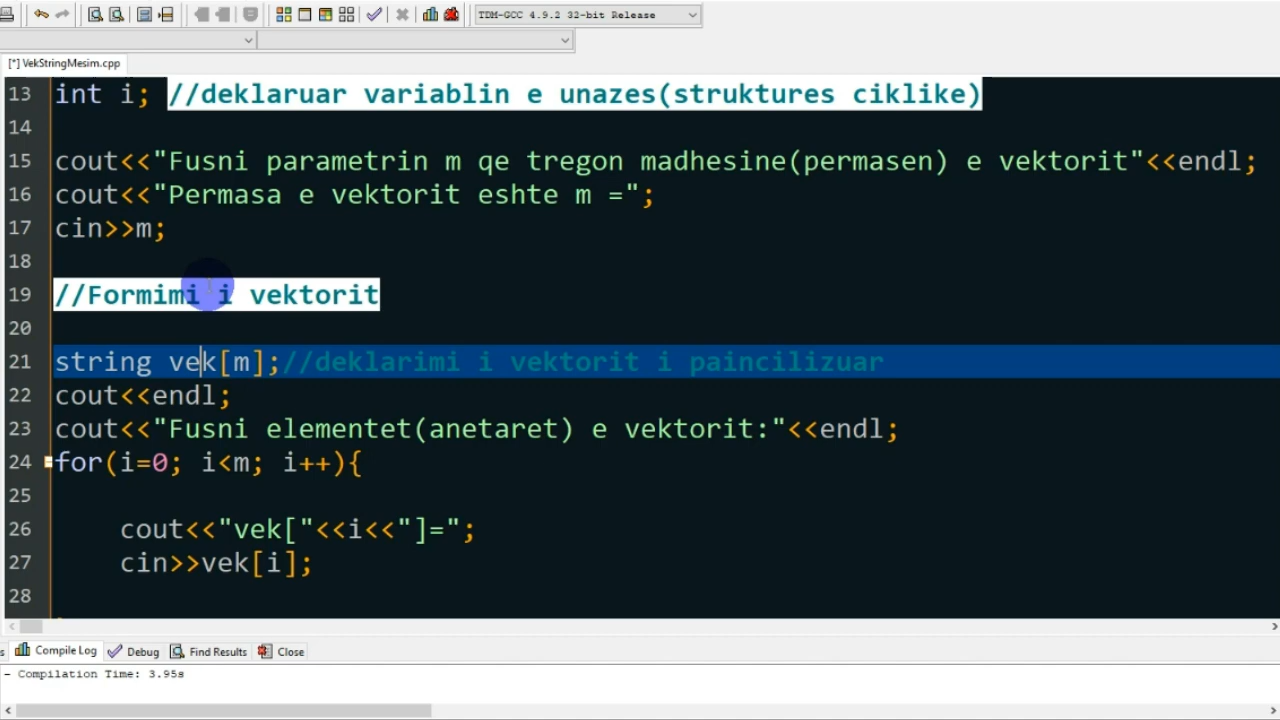 TDM-GCC 4.9.2 32-bit Release
[*] VekStringMesim.cpp
13 int i; //deklaruar variablin e unazes(struktures ciklike)
14
15 cout<<"Fusni parametrin m qe tregon madhesine(permasen) e vektorit"<<endl;
16 cout<<"Permasa e vektorit eshte m =";
17 cin>>m;
18
19 //Formimi i vektorit
20
21 string vek[m];//deklarimi i vektorit i paincilizuar
22 cout<<endl;
23 cout<<"Fusni elementet(anetaret) e vektorit:"<<endl;
24 for(i=0; i<m; i++){
25
26 cout<<"vek["<<i<<"]=";
27 cin>>vek[i];
28
s Compile Log Debug Find Results Close
- Compilation Time: 3.95s